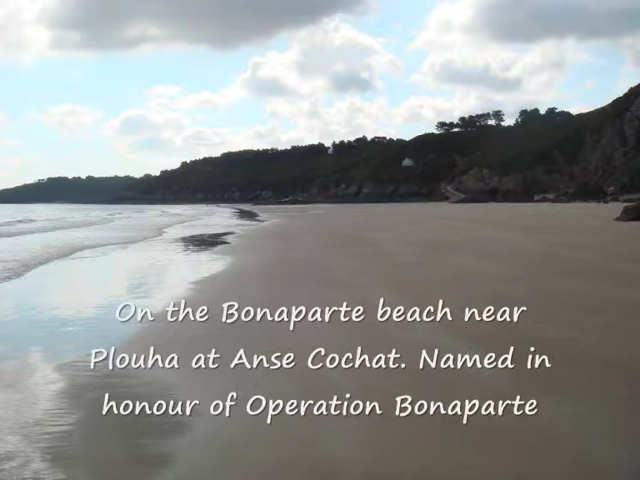 On the Bonaparte beach near
Plouha at Anse Cochat. Named in
honour of Operation Bonaparte